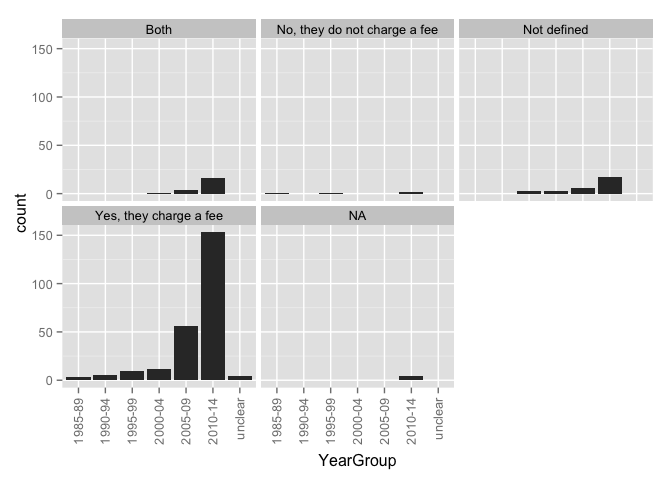 Both
No, they do not charge a fee
Not defined
150
100
50
0
count
Yes, they charge a fee
NA
150
100
50
0
1985-89
1990-94
1995-99
2000-04
2005-09
2010-14
unclear
1985-89
1990-94
1995-99
2000-04
2005-09
2010-14
unclear
YearGroup